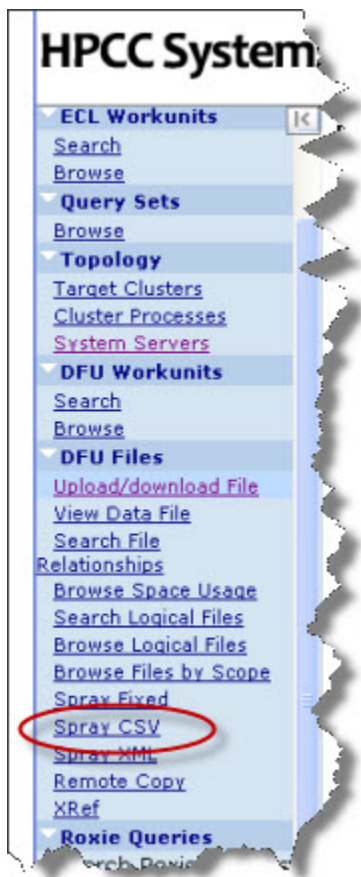 HPCC System
ECL Workunits
Search
Browse
Query Sets
Browse
Topology
Target Clusters
Cluster Processes
System Servers
DFU Workunits
Search
Browse
DFU Files
Upload/download File
View Data File
Search File
Relationships
Browse Space Usage
Search Logical Files
Browse Logical Files
Browse Files by Scope
Spray Fixed
Spray CSV
Spray XML
Remote Copy
XRef
Roxie Queries